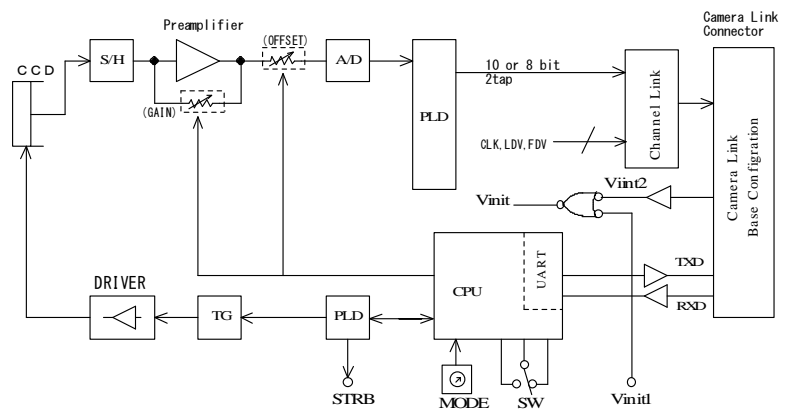 Preamplifier
Camera Link
Connector
(OFFSET)
CCD
S/H
A/D
PLD
10 or 8 bit
2tap
(GAIN)
CLK,LDV,FDV
Channel Link
Camera Link
Base Configration
Viint2
Vinit
CPU
UART
TXD
RXD
DRIVER
TG
PLD
STRB
MODE
SW
Vinit1